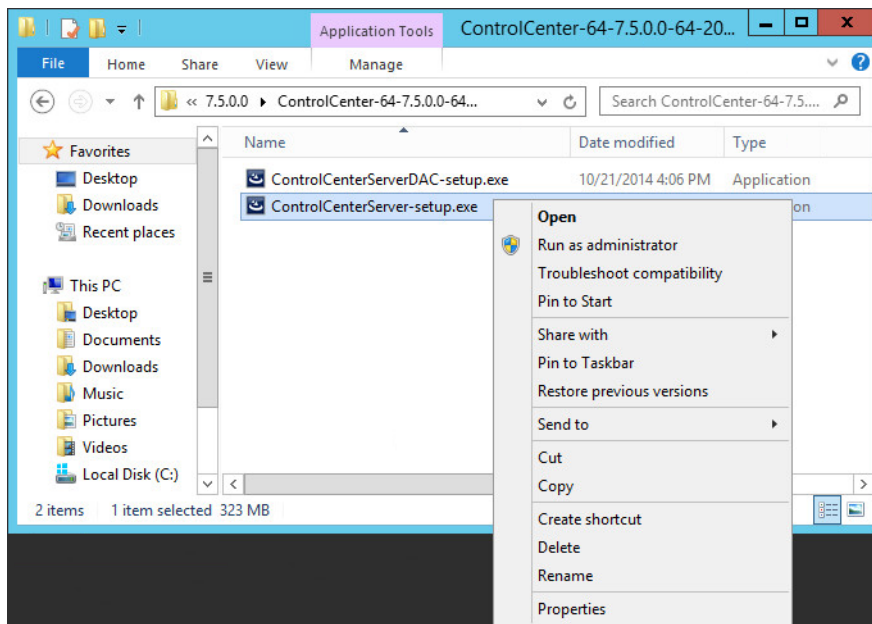 Application Tools
ControlCenter-64-7.5.0.0-64-20...
File Home Share View Manage
« 7.5.0.0 ControlCenter-64-7.5.0.0-64...
Search ControlCenter-64-7.5....
Favorites
Desktop
Downloads
Recent places
This PC
Desktop
Documents
Downloads
Music
Pictures
Videos
Local Disk (C:)
Name Date modified Type
ControlCenterServerDAC-setup.exe 10/21/2014 4:06 PM Application
ControlCenterServer-setup.exe on
Open
Run as administrator
Troubleshoot compatibility
Pin to Start
Share with
Pin to Taskbar
Restore previous versions
Send to
Cut
Copy
Create shortcut
Delete
Rename
Properties
2 items 1 item selected 323 MB